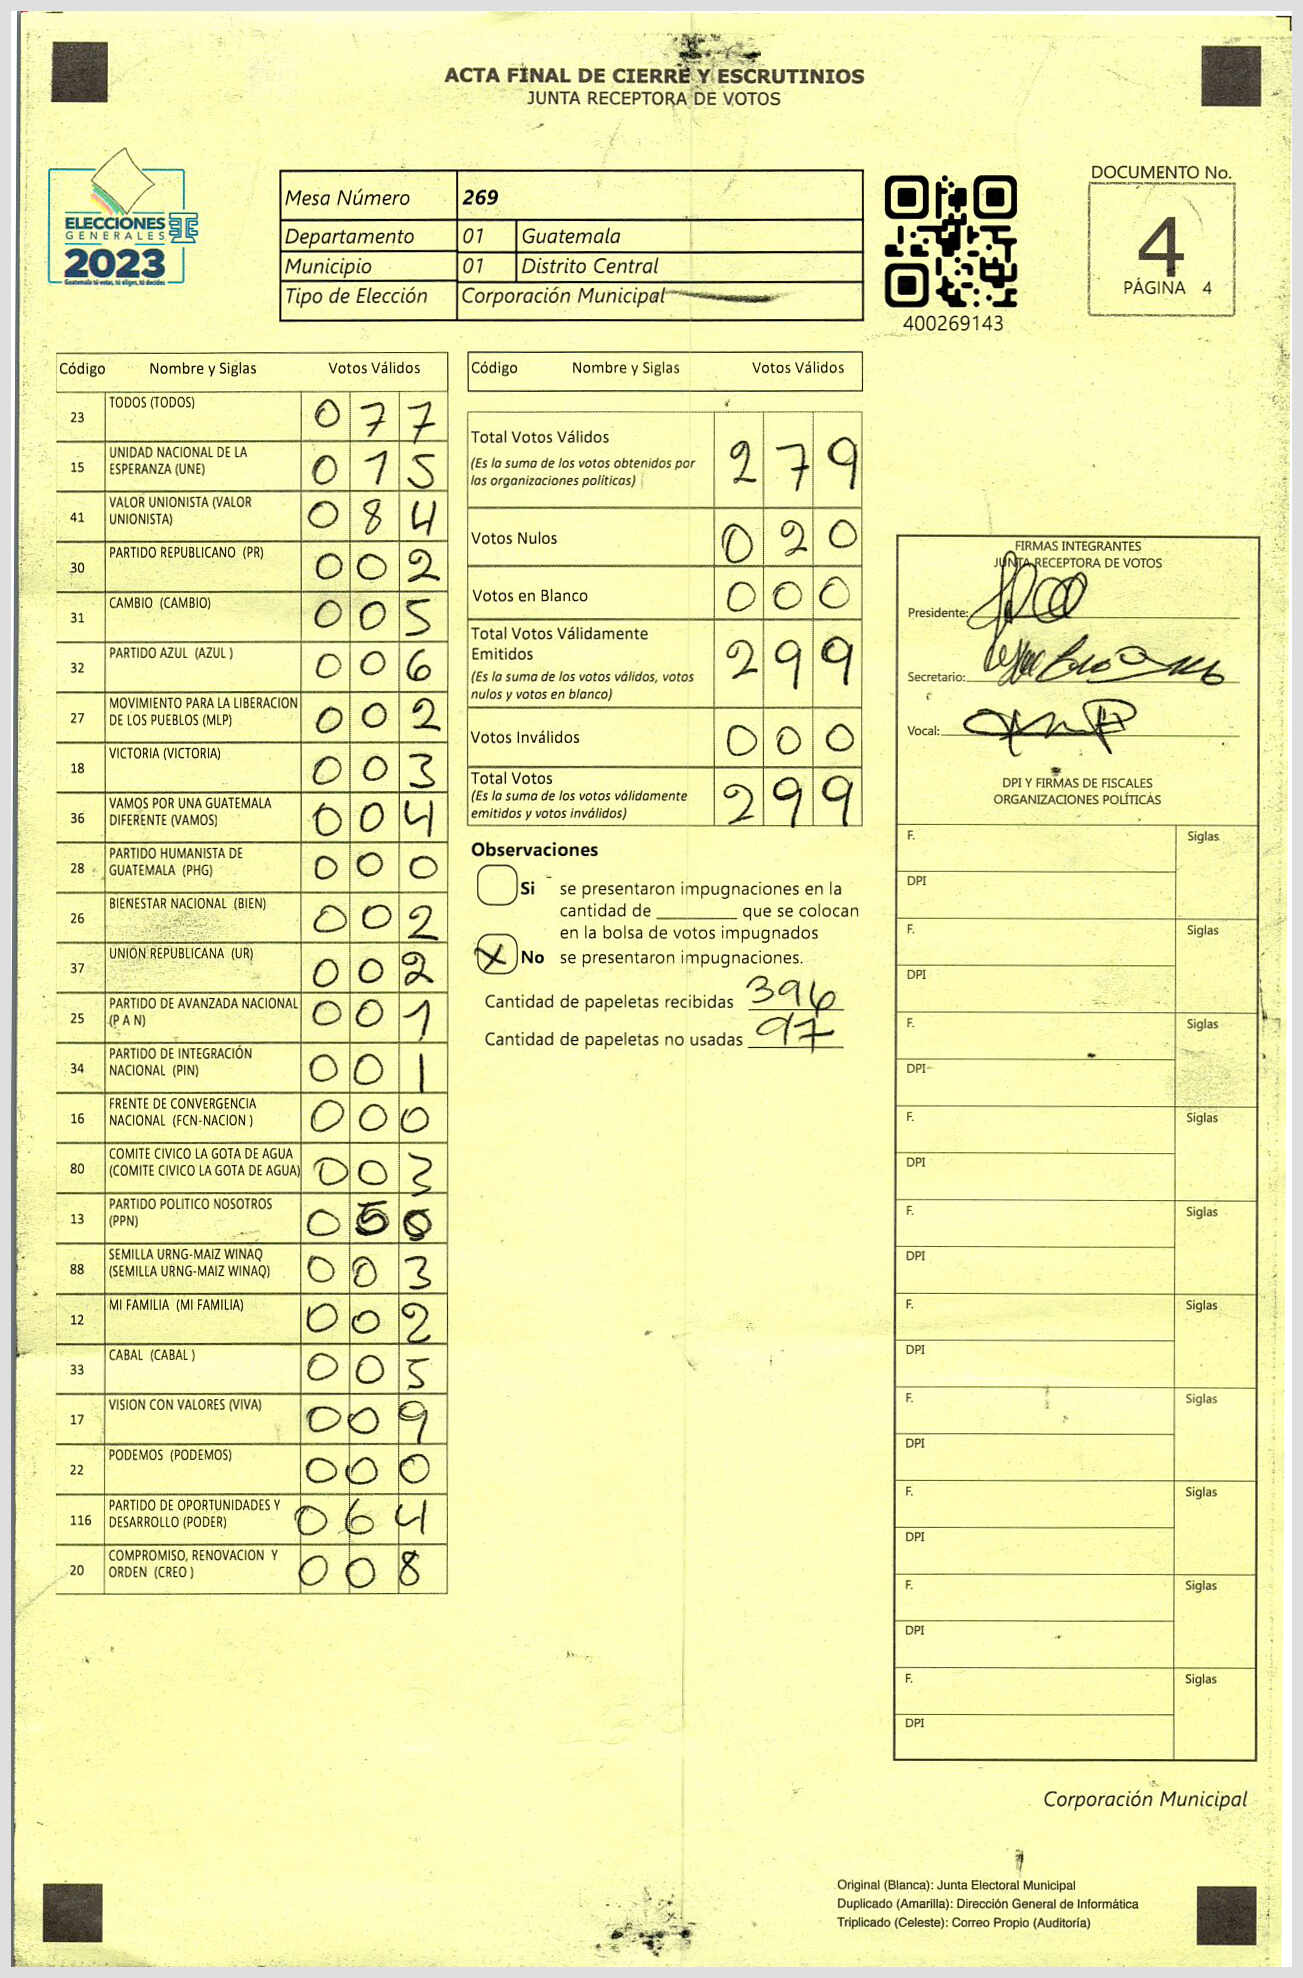 ACTA FINAL DE CIERRE Y ESCRUTINIOS
JUNTA RECEPTORA DE VOTOS
ELECCIONES
GENERALES
2023
Guatemala tú votas, tú eliges, tú decides
Mesa Número 269
Departamento 01 Guatemala
Municipio 01 Distrito Central
Tipo de Elección Corporación Municipal
400269143
DOCUMENTO No.
4
PÁGINA 4
Código Nombre y Siglas Votos Válidos
23 TODOS (TODOS) 0 7 7
15 UNIDAD NACIONAL DE LA
ESPERANZA (UNE) 0 1 5
41 VALOR UNIONISTA (VALOR
UNIONISTA) 0 8 4
30 PARTIDO REPUBLICANO (PR) 0 0 2
31 CAMBIO (CAMBIO) 0 0 5
32 PARTIDO AZUL (AZUL ) 0 0 6
27 MOVIMIENTO PARA LA LIBERACION
DE LOS PUEBLOS (MLP) 0 0 2
18 VICTORIA (VICTORIA) 0 0 3
36 VAMOS POR UNA GUATEMALA
DIFERENTE (VAMOS) 0 0 4
28 PARTIDO HUMANISTA DE
GUATEMALA (PHG) 0 0 0
26 BIENESTAR NACIONAL (BIEN) 0 0 2
37 UNION REPUBLICANA (UR) 0 0 2
25 PARTIDO DE AVANZADA NACIONAL
(P A N) 0 0 1
34 PARTIDO DE INTEGRACIÓN
NACIONAL (PIN) 0 0 1
16 FRENTE DE CONVERGENCIA
NACIONAL (FCN-NACION ) 0 0 0
80 COMITE CIVICO LA GOTA DE AGUA
(COMITE CIVICO LA GOTA DE AGUA) 0 0 3
13 PARTIDO POLITICO NOSOTROS
(PPN) 0
88 SEMILLA URNG-MAIZ WINAQ
(SEMILLA URNG-MAIZ WINAQ) 0 0 3
12 MI FAMILIA (MI FAMILIA) 0 0 2
33 CABAL (CABAL ) 0 0 5
17 VISION CON VALORES (VIVA) 0 0 9
22 PODEMOS (PODEMOS) 0 0 0
116 PARTIDO DE OPORTUNIDADES Y
DESARROLLO (PODER) 0 6 4
20 COMPROMISO, RENOVACION Y
ORDEN (CREO ) 0 0 8
Código Nombre y Siglas Votos Válidos
Total Votos Válidos 2 7 9
(Es la suma de los votos obtenidos por
las organizaciones políticas)
Votos Nulos 0 2 0
Votos en Blanco 0 0 0
Total Votos Válidamente
Emitidos 2 9 9
(Es la suma de los votos válidos, votos
nulos y votos en blanco)
Votos Inválidos 0 0 0
Total Votos 2 9 9
(Es la suma de los votos válidamente
emitidos y votos inválidos)
Observaciones
Si se presentaron impugnaciones en la
cantidad de ________ que se colocan
en la bolsa de votos impugnados
X No se presentaron impugnaciones.
Cantidad de papeletas recibidas 396
Cantidad de papeletas no usadas 97
FIRMAS INTEGRANTES
JUNTA RECEPTORA DE VOTOS
Presidente:
Secretario:
Vocal:
DPI Y FIRMAS DE FISCALES
ORGANIZACIONES POLÍTICAS
F. Siglas
DPI
F. Siglas
DPI
F. Siglas
DPI
F. Siglas
DPI
F. Siglas
DPI
F. Siglas
DPI
F. Siglas
DPI
F. Siglas
DPI
F. Siglas
DPI
F. Siglas
DPI
Corporación Municipal
Original (Blanca): Junta Electoral Municipal
Duplicado (Amarilla): Dirección General de Informática
Triplicado (Celeste): Correo Propio (Auditoría)